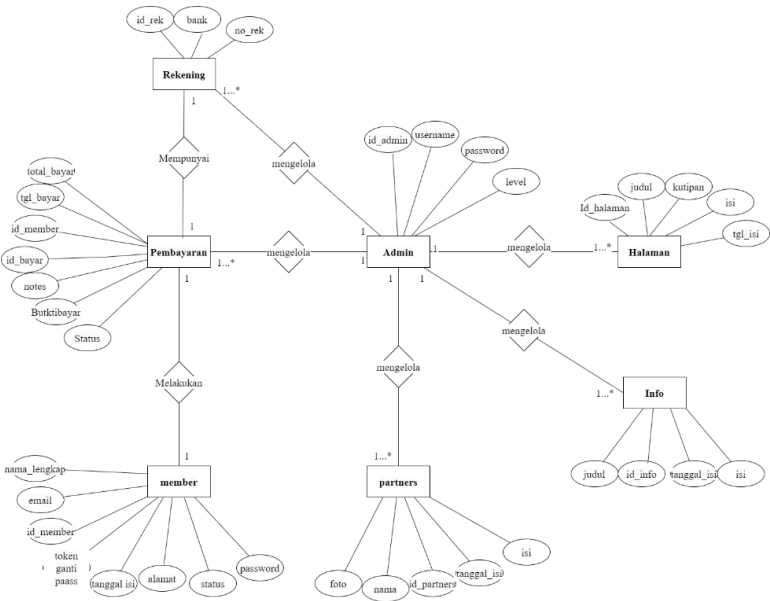 id_rek
bank
no_rek
Rekening
1
1...*
Mempunyai
mengelola
id_admin
username
password
level
total_bayar
tgl_bayar
id_member
id_bayar
notes
Butktibayar
Status
1
Pembayaran
1...*
1
mengelola
1
1
Admin
1
1
1
mengelola
1...*
Halaman
Id_halaman
judul
kutipan
isi
tgl_isi
mengelola
mengelola
1...*
Info
judul
id_info
tanggal_isi
isi
Melakukan
1
member
nama_lengkap
email
id_member
token
ganti
paass
tanggal isi
alamat
status
password
1...*
partners
foto
nama
id_partners
tanggal_isi
isi